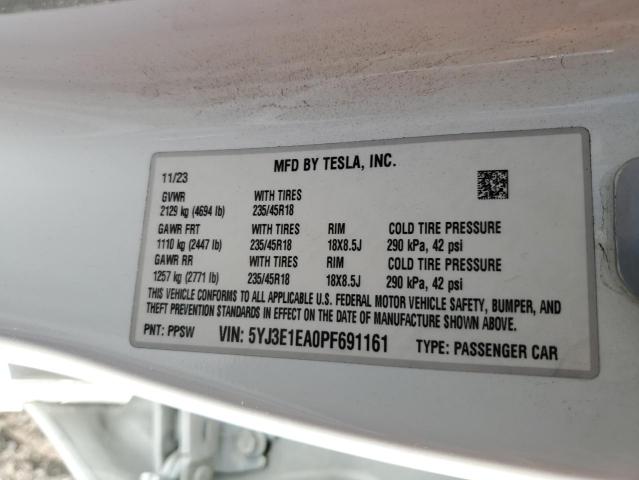 MFD BY TESLA, INC.
11/23
GVWR WITH TIRES
2129 kg (4694 lb) 235/45R18
GAWR FRT WITH TIRES RIM COLD TIRE PRESSURE
1110 kg (2447 lb) 235/45R18 18X8.5J 290 kPa, 42 psi
GAWR RR WITH TIRES RIM COLD TIRE PRESSURE
1257 kg (2771 lb) 235/45R18 18X8.5J 290 kPa, 42 psi
THIS VEHICLE CONFORMS TO ALL APPLICABLE U.S. FEDERAL MOTOR VEHICLE SAFETY, BUMPER, AND
THEFT PREVENTION STANDARDS IN EFFECT ON THE DATE OF MANUFACTURE SHOWN ABOVE.
PNT: PPSW VIN: 5YJ3E1EA0PF691161 TYPE: PASSENGER CAR